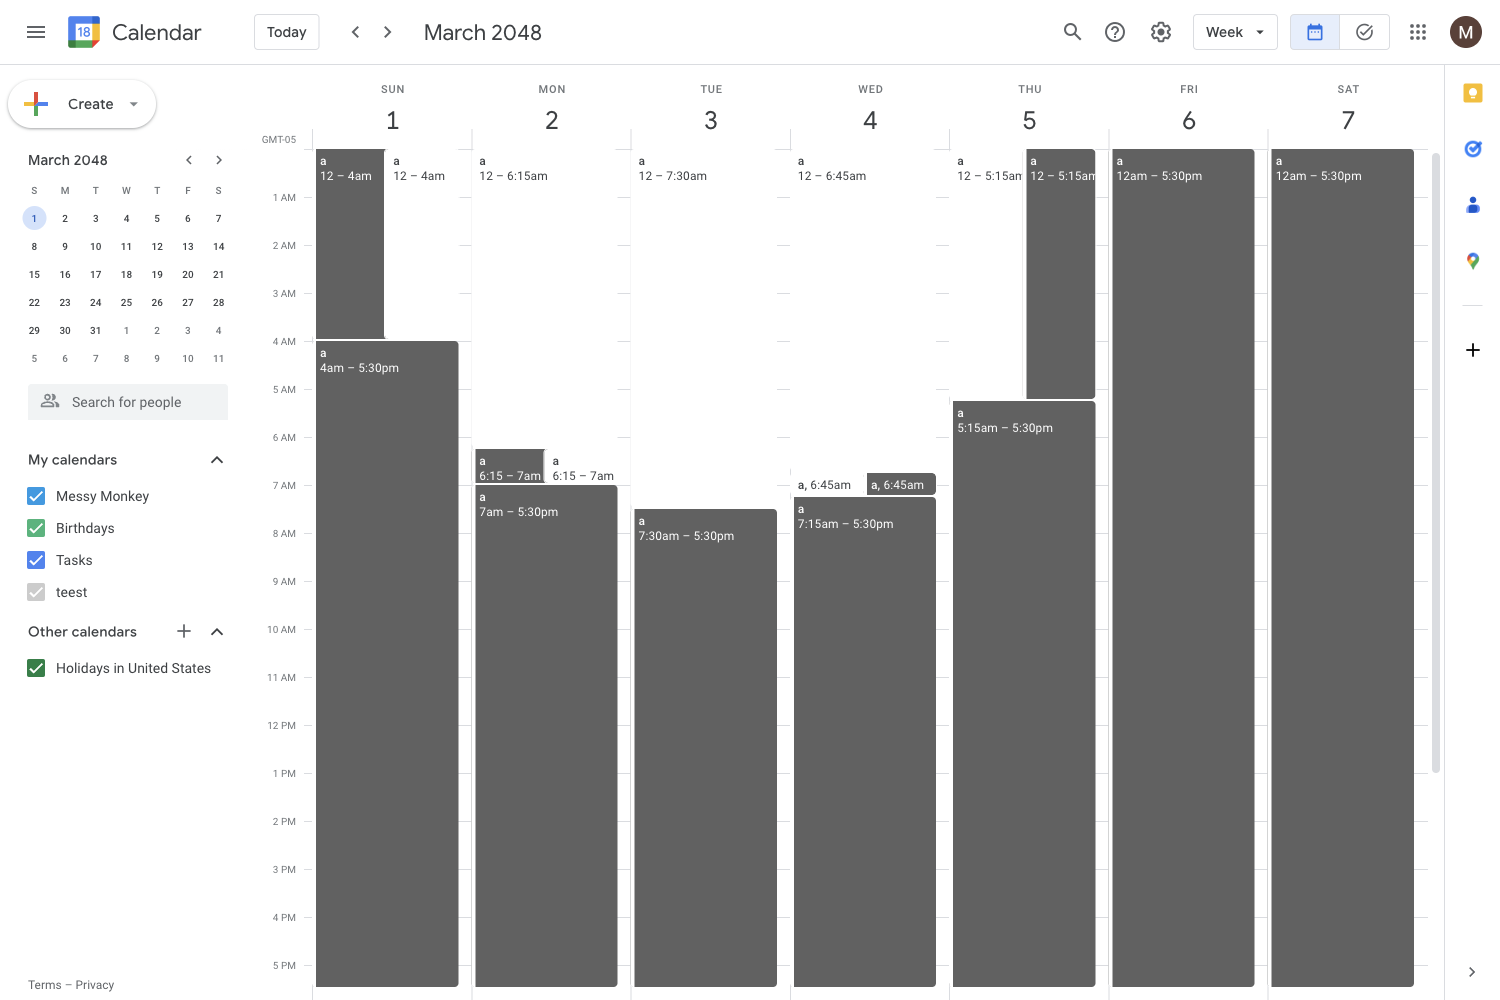 18 Calendar Today March 2048 Week M
Create
SUN MON TUE WED THU FRI SAT
1 2 3 4 5 6 7
GMT-05
March 2048
S M T W T F S
1 2 3 4 5 6 7
8 9 10 11 12 13 14
15 16 17 18 19 20 21
22 23 24 25 26 27 28
29 30 31 1 2 3 4
5 6 7 8 9 10 11
Search for people
My calendars
Messy Monkey
Birthdays
Tasks
teest
Other calendars
Holidays in United States
Terms – Privacy
1 AM
2 AM
3 AM
4 AM
5 AM
6 AM
7 AM
8 AM
9 AM
10 AM
11 AM
12 PM
1 PM
2 PM
3 PM
4 PM
5 PM
a
12 – 4am
a
12 – 4am
a
4am – 5:30pm
a
12 – 6:15am
a
6:15 – 7am
a
6:15 – 7am
a
7am – 5:30pm
a
12 – 7:30am
a
7:30am – 5:30pm
a
12 – 6:45am
a, 6:45am
a, 6:45am
a
7:15am – 5:30pm
a
12 – 5:15am
a
12 – 5:15am
a
5:15am – 5:30pm
a
12am – 5:30pm
a
12am – 5:30pm